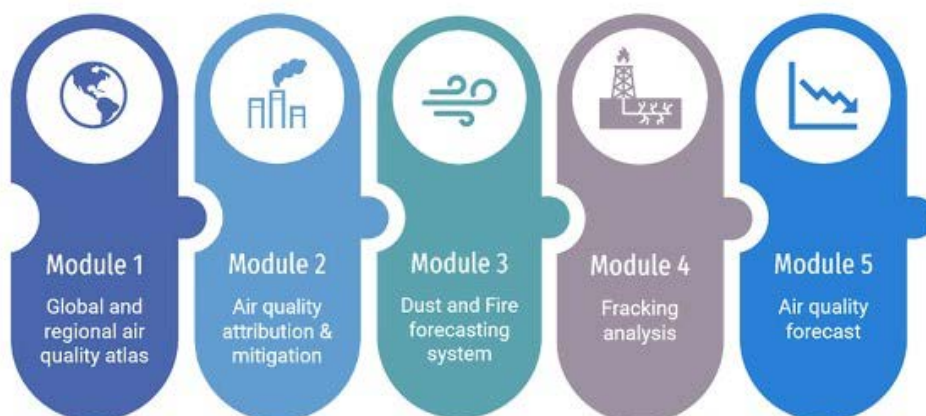 Module 1
Global and
regional air
quality atlas
Module 2
Air quality
attribution &
mitigation
Module 3
Dust and Fire
forecasting
system
Module 4
Fracking
analysis
Module 5
Air quality
forecast